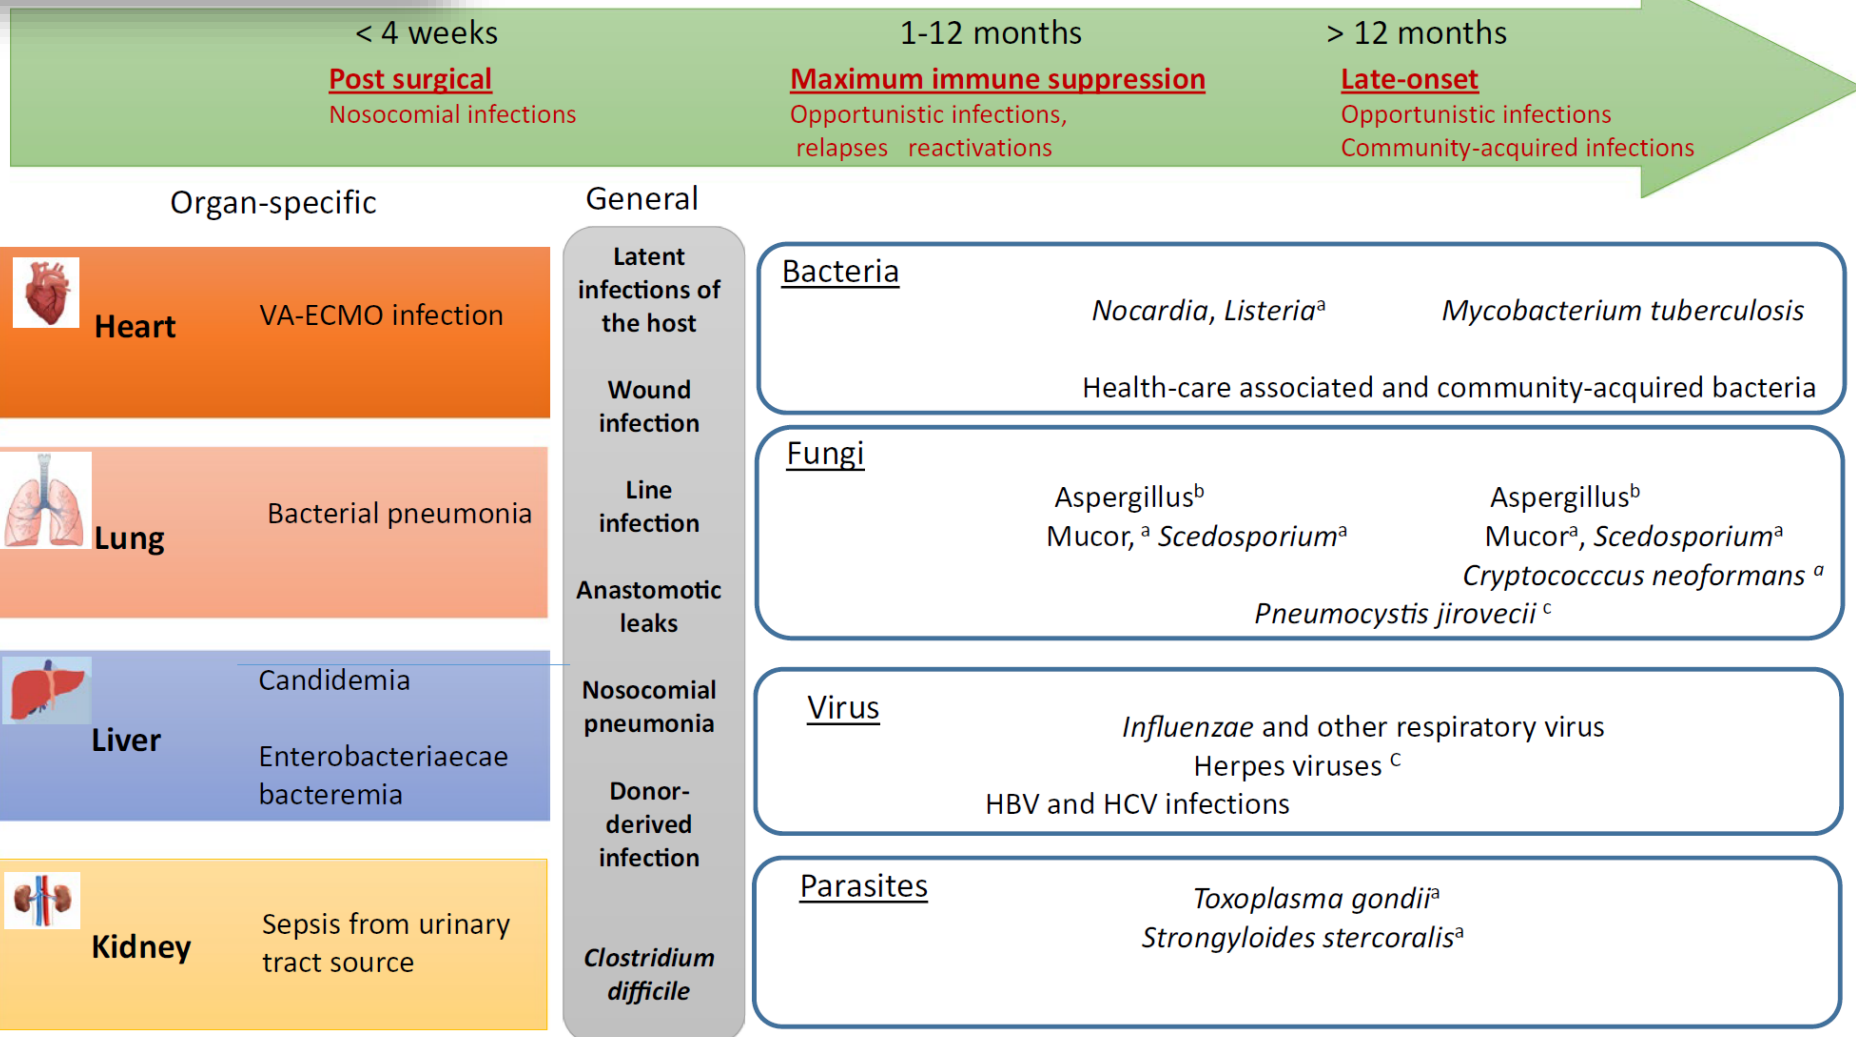 < 4 weeks
Post surgical
Nosocomial infections
1-12 months
Maximum immune suppression
Opportunistic infections,
relapses reactivations
> 12 months
Late-onset
Opportunistic infections
Community-acquired infections
Organ-specific
Heart
VA-ECMO infection
Lung
Bacterial pneumonia
Liver
Candidemia
Enterobacteriaecae
bacteremia
Kidney
Sepsis from urinary
tract source
General
Latent
infections of
the host
Wound
infection
Line
infection
Anastomotic
leaks
Nosocomial
pneumonia
Donor-
derived
infection
Clostridium
difficile
Bacteria
Nocardia, Listeriaᵃ
Mycobacterium tuberculosis
Health-care associated and community-acquired bacteria
Fungi
Aspergillusᵇ
Mucor, ᵃ Scedosporiumᵃ
Aspergillusᵇ
Mucorᵃ, Scedosporiumᵃ
Cryptococccus neoformans ᵃ
Pneumocystis jirovecii ᶜ
Virus
Influenzae and other respiratory virus
Herpes viruses ᶜ
HBV and HCV infections
Parasites
Toxoplasma gondiiᵃ
Strongyloides stercoralisᵃ